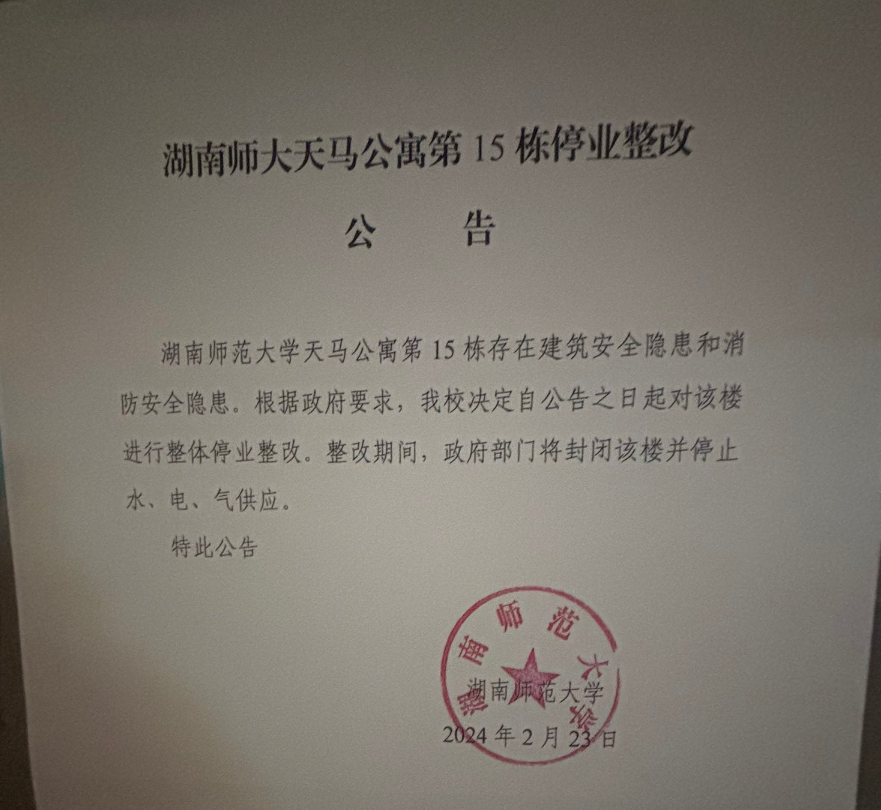 湖南师大天马公寓第 15 栋停业整改
公 告
湖南师范大学天马公寓第 15 栋存在建筑安全隐患和消
防安全隐患。根据政府要求，我校决定自公告之日起对该楼
进行整体停业整改。整改期间，政府部门将封闭该楼并停止
水、电、气供应。
特此公告
湖南师范大学
湖南师范大学
2024 年 2 月 23 日